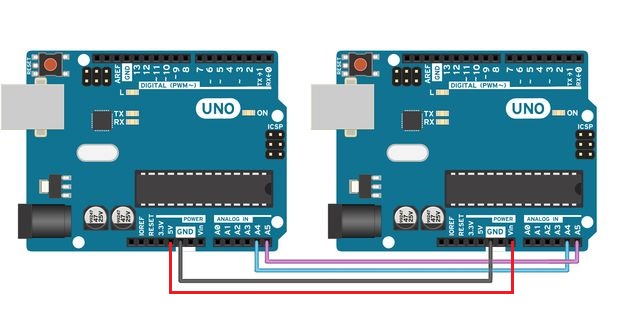 RESET
AREF
GND
13
12
~11
~10
~9
8
7
~6
~5
4
~3
2
TX→1
RX←0
DIGITAL (PWM~)
L
TX
RX
UNO
ON
ICSP
47
25V
47
25V
IOREF
RESET
3.3V
5V
GND
Vin
POWER
ANALOG IN
A0
A1
A2
A3
A4
A5
RESET
AREF
GND
13
12
~11
~10
~9
8
7
~6
~5
4
~3
2
TX→1
RX←0
DIGITAL (PWM~)
L
TX
RX
UNO
ON
ICSP
47
25V
47
25V
IOREF
RESET
3.3V
5V
GND
Vin
POWER
ANALOG IN
A0
A1
A2
A3
A4
A5